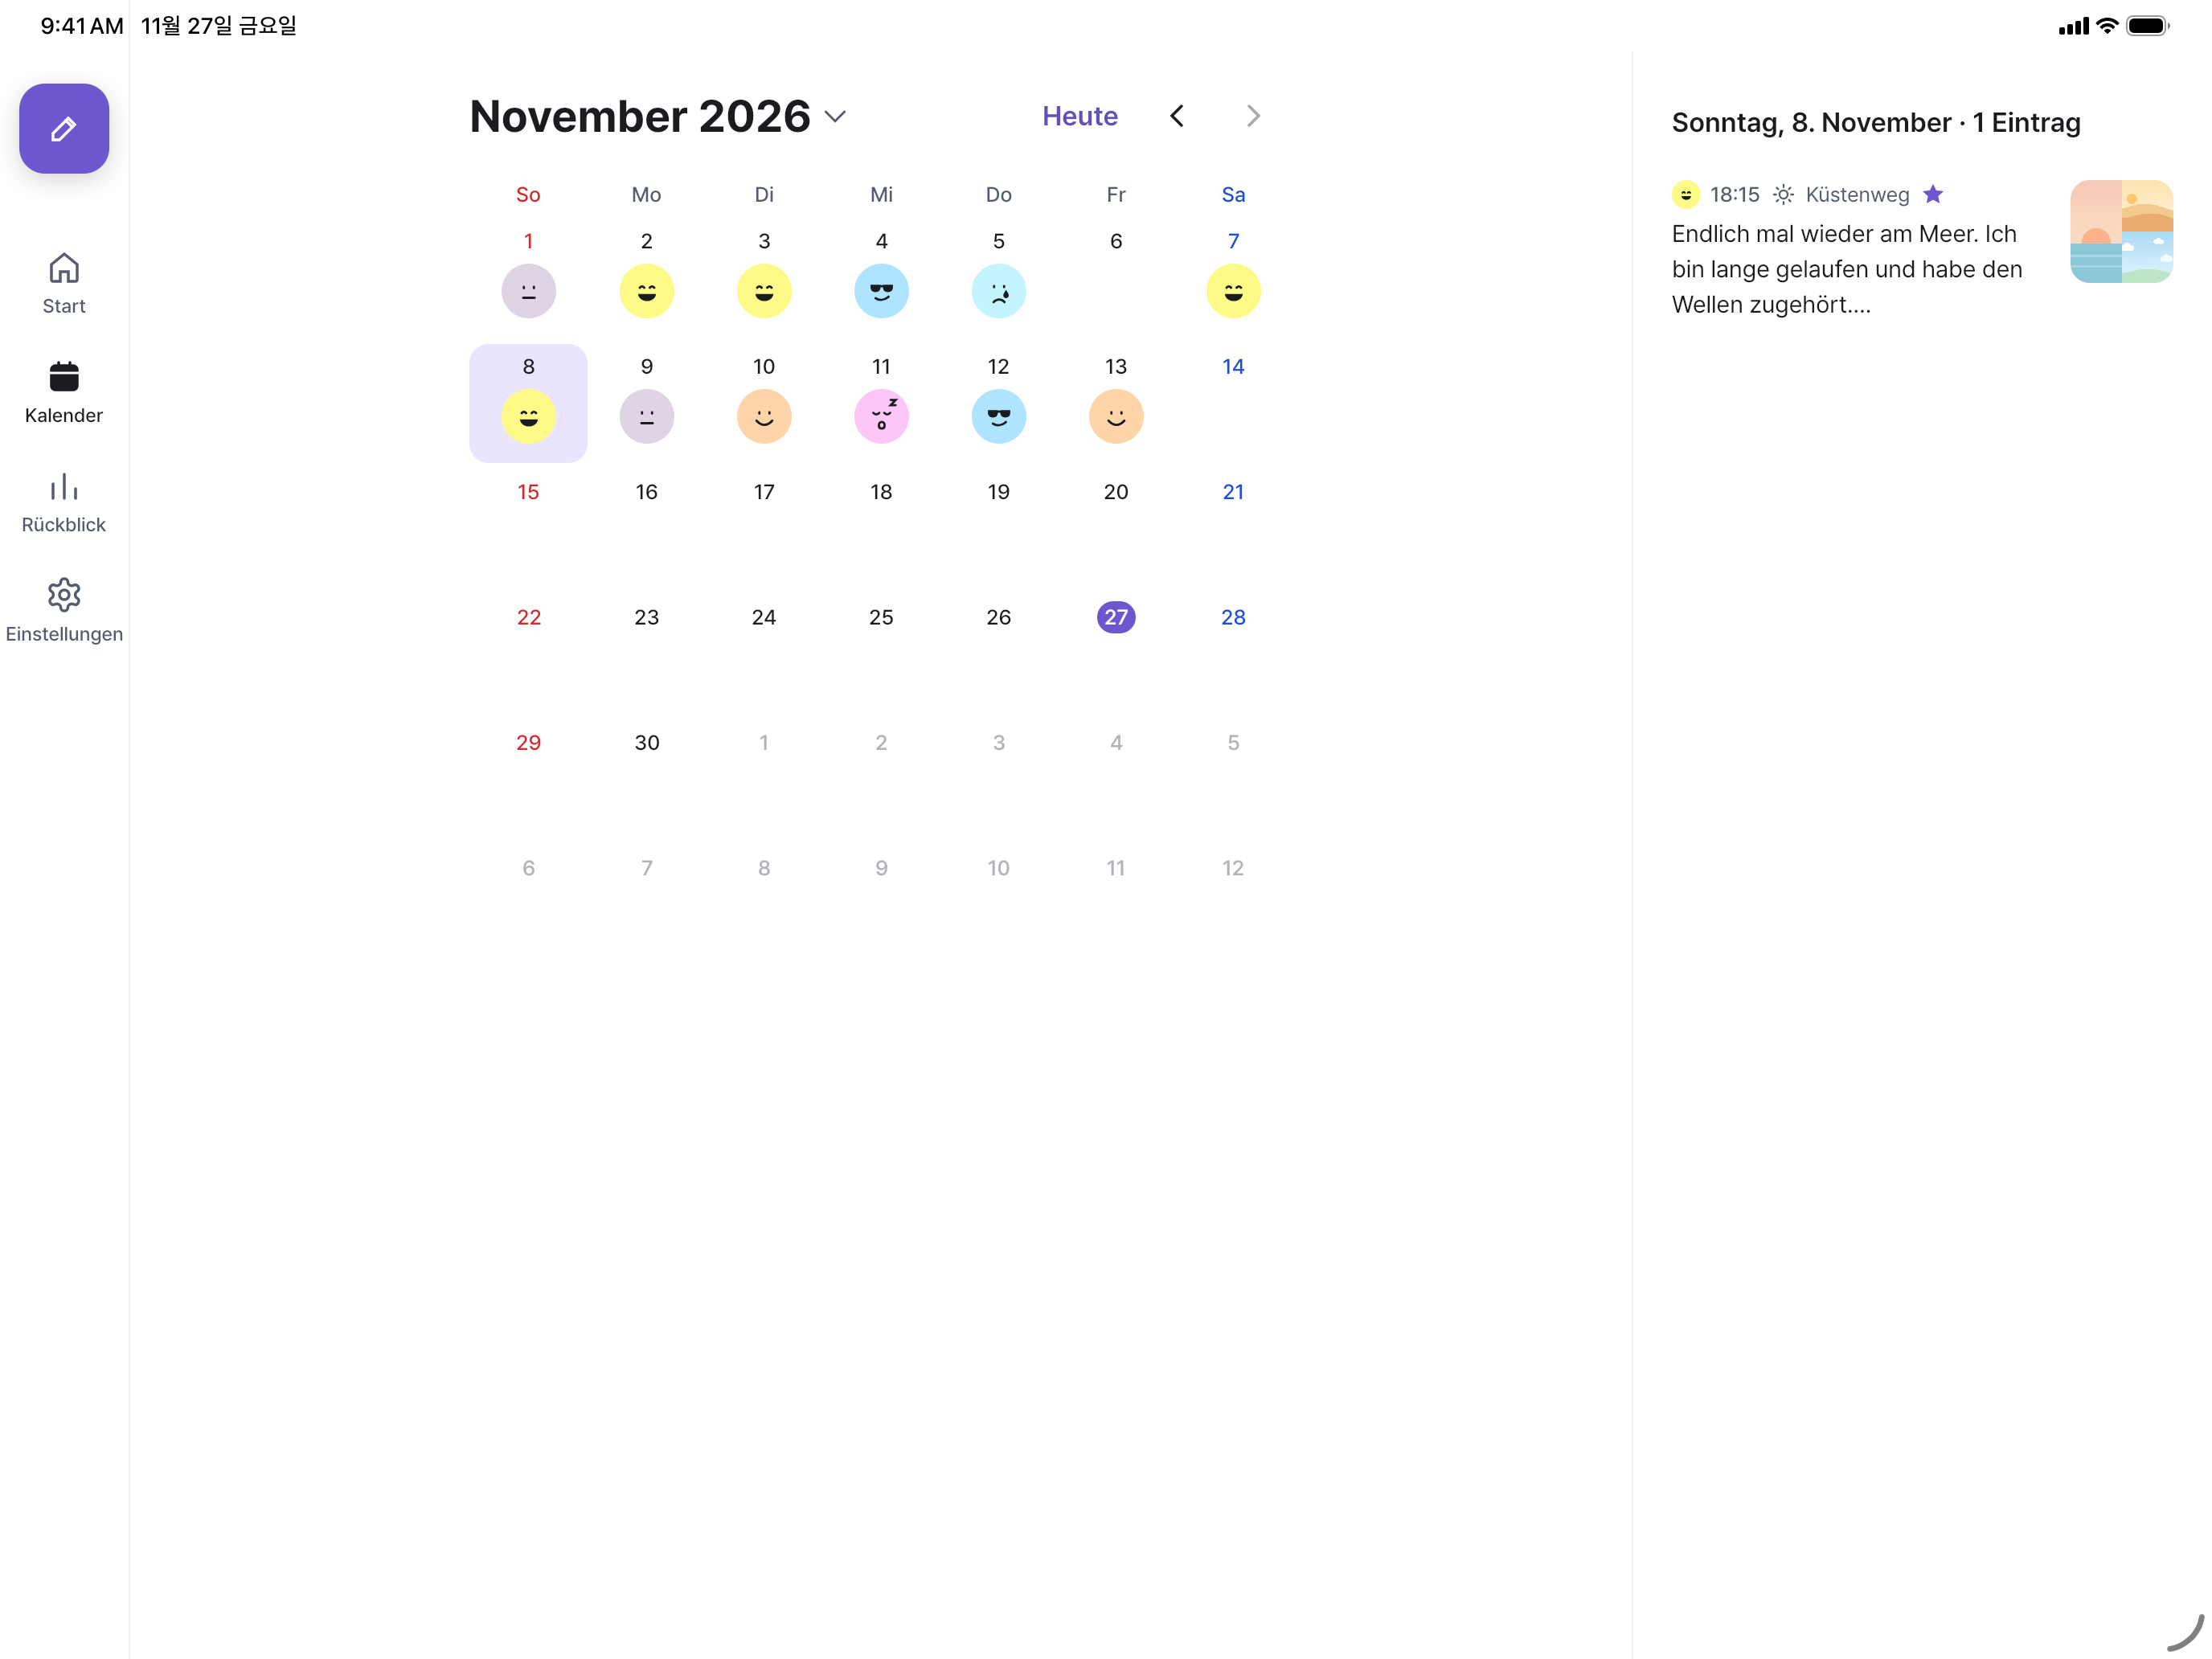 9:41 AM 11월 27일 금요일
Start
Kalender
Rückblick
Einstellungen
November 2026
Heute
So Mo Di Mi Do Fr Sa
1 2 3 4 5 6 7
8 9 10 11 12 13 14
15 16 17 18 19 20 21
22 23 24 25 26 27 28
29 30 1 2 3 4 5
6 7 8 9 10 11 12
Sonntag, 8. November · 1 Eintrag
18:15 Küstenweg
Endlich mal wieder am Meer. Ich
bin lange gelaufen und habe den
Wellen zugehört....